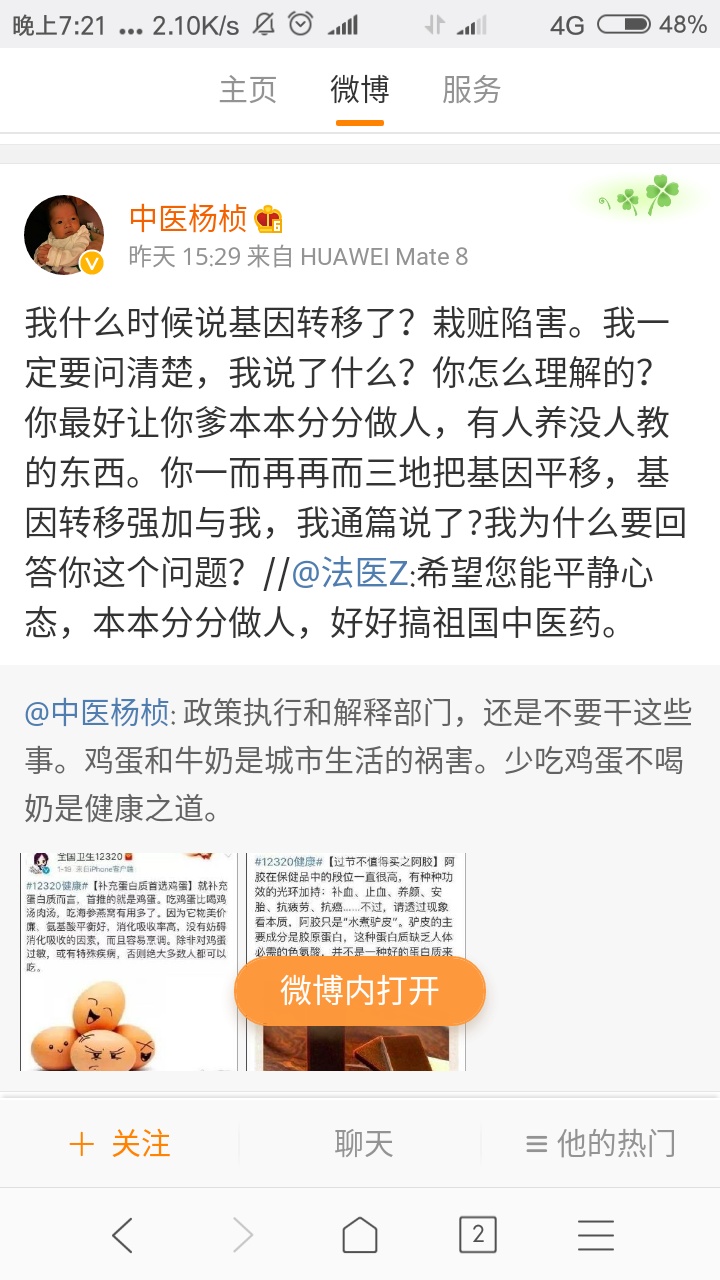 晚上7:21 ... 2.10K/s 4G 48%
主页 微博 服务
中医杨桢 6
昨天 15:29 来自 HUAWEI Mate 8
我什么时候说基因转移了？栽赃陷害。我一
定要问清楚，我说了什么？你怎么理解的？
你最好让你爹本本分分做人，有人养没人教
的东西。你一而再再而三地把基因平移，基
因转移强加与我，我通篇说了?我为什么要回
答你这个问题？//@法医Z:希望您能平静心
态，本本分分做人，好好搞祖国中医药。
@中医杨桢: 政策执行和解释部门，还是不要干这些
事。鸡蛋和牛奶是城市生活的祸害。少吃鸡蛋不喝
奶是健康之道。
全国卫生12320
1-18 来自iPhone客户端
#12320健康#【补充蛋白质首选鸡蛋】就补充
蛋白质而言，首推的就是鸡蛋。吃鸡蛋比喝鸡
汤肉汤，吃海参燕窝有用多了。因为它物美价
廉、氨基酸平衡好，消化吸收率高，没有妨碍
消化吸收的因素，而且容易烹调。除非对鸡蛋
过敏，或有特殊疾病，否则绝大多数人都可以
吃。
#12320健康#【过节不值得买之阿胶】阿
胶在保健品中的段位一直很高，有种种功
效的光环加持：补血、止血、养颜、安
胎、抗疲劳、抗癌……不过，请透过现象
看本质，阿胶只是“水煮驴皮”。驴皮的主
要成分是胶原蛋白，这种蛋白质缺乏人体
必需的色氨酸，并不是一种好的蛋白质来
微博内打开
+ 关注 聊天 他的热门
2